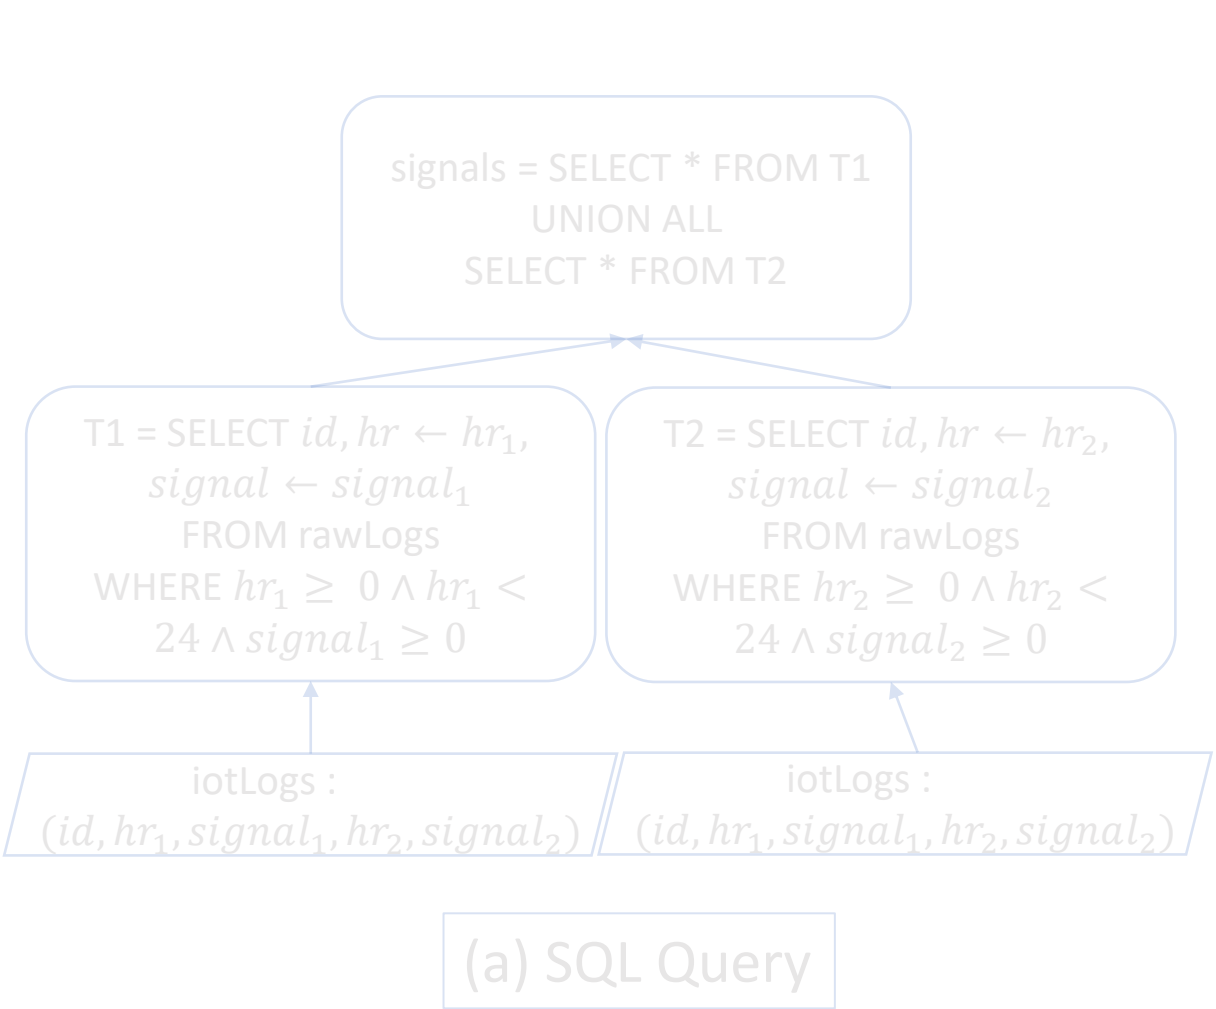 signals = SELECT * FROM T1
UNION ALL
SELECT * FROM T2
T1 = SELECT id, hr ← hr₁,
signal ← signal₁
FROM rawLogs
WHERE hr₁ ≥ 0 ∧ hr₁ <
24 ∧ signal₁ ≥ 0
T2 = SELECT id, hr ← hr₂,
signal ← signal₂
FROM rawLogs
WHERE hr₂ ≥ 0 ∧ hr₂ <
24 ∧ signal₂ ≥ 0
iotLogs :
(id, hr₁, signal₁, hr₂, signal₂)
iotLogs :
(id, hr₁, signal₁, hr₂, signal₂)
(a) SQL Query